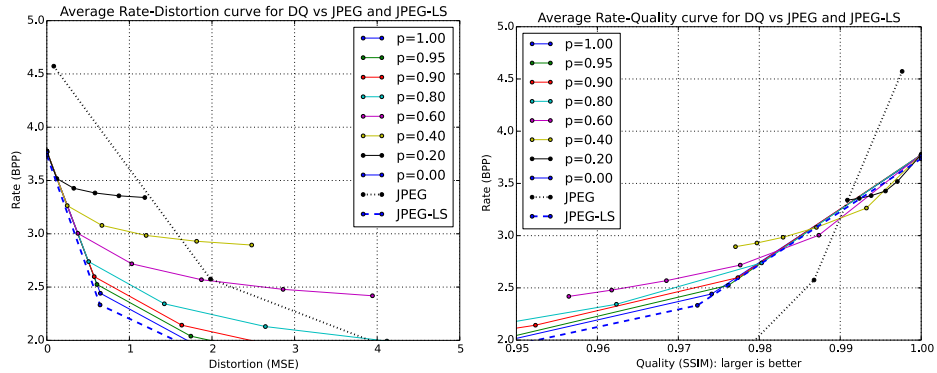 Average Rate-Distortion curve for DQ vs JPEG and JPEG-LS
Rate (BPP)
5.0
4.5
4.0
3.5
3.0
2.5
2.0
0
1
2
3
4
5
Distortion (MSE)
p=1.00
p=0.95
p=0.90
p=0.80
p=0.60
p=0.40
p=0.20
p=0.00
JPEG
JPEG-LS
Average Rate-Quality curve for DQ vs JPEG and JPEG-LS
Rate (BPP)
5.0
4.5
4.0
3.5
3.0
2.5
2.0
0.95
0.96
0.97
0.98
0.99
1.00
Quality (SSIM): larger is better
p=1.00
p=0.95
p=0.90
p=0.80
p=0.60
p=0.40
p=0.20
p=0.00
JPEG
JPEG-LS